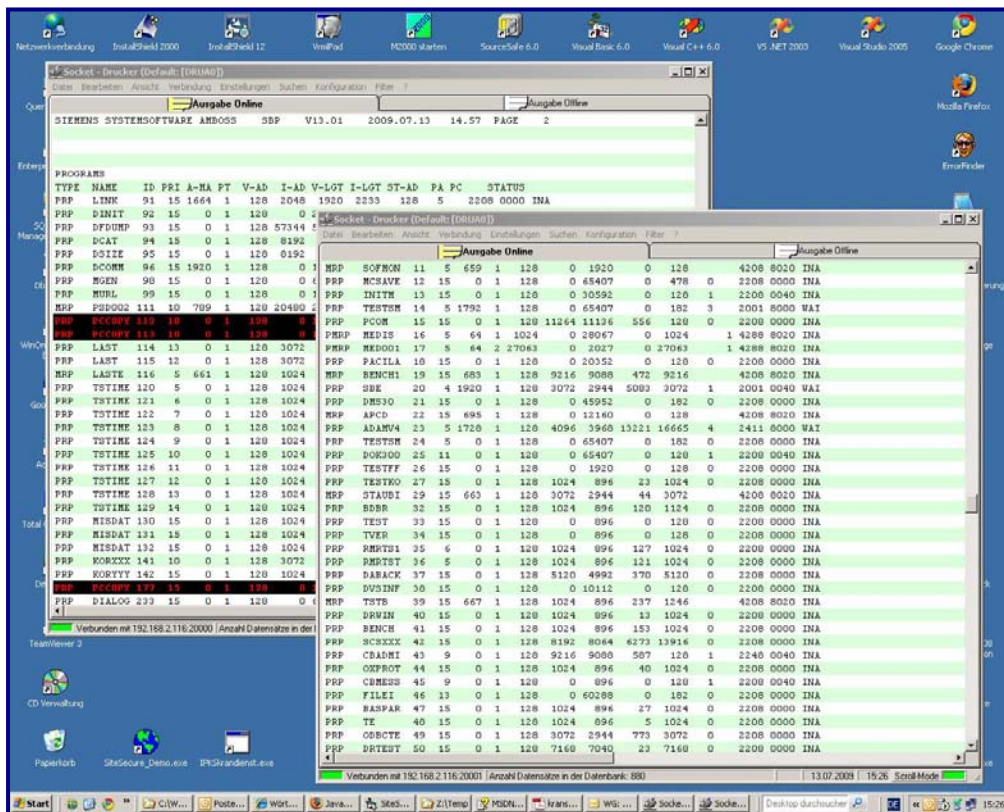 Netzwerkverbindung InstallShield 2000 InstallShield 12 VrmlPad M2000 starten SourceSafe 6.0 Visual Basic 6.0 Visual C++ 6.0 VS .NET 2003 Visual Studio 2005 Google Chrome
Mozilla Firefox
ErrorFinder
TeamViewer 3
CD Verwaltung
Papierkorb SiteSecure_Demo.exe IPKSkrandienst.exe
Socket - Drucker (Default: [DRUA0])
Datei Bearbeiten Ansicht Verbindung Einstellungen Suchen Konfiguration Filter ?
Ausgabe Online Ausgabe Offline
SIEMENS SYSTEMSOFTWARE AMBOSS SBP V13.01 2009.07.13 14.57 PAGE 2
PROGRAMS
TYPE NAME ID PRI A-MA PT V-AD I-AD V-LGT I-LGT ST-AD PA PC STATUS
PRP LINK 91 15 1664 1 128 2048 1920 2233 128 5 2208 0000 INA
PRP DINIT 92 15 0 1 128 0
PRP DFDUMP 93 15 0 1 128 57344
PRP DCAT 94 15 0 1 128 8192
PRP DSIZE 95 15 0 1 128 8192
PRP DCOMM 96 15 1920 1 128 0
PRP MGEN 98 15 0 1 128 0
PRP MURL 99 15 0 1 128 0
MRP PSDO02 111 10 789 1 128 20480
PRP PCCOPY 113 10 0 1 128 0
PRP LAST 114 13 0 1 128 3072
PRP LAST 115 12 0 1 128 3072
MRP LASTE 116 5 661 1 128 1024
PRP TSTIME 120 5 0 1 128 1024
PRP TSTIME 121 6 0 1 128 1024
PRP TSTIME 122 7 0 1 128 1024
PRP TSTIME 123 8 0 1 128 1024
PRP TSTIME 124 9 0 1 128 1024
PRP TSTIME 125 10 0 1 128 1024
PRP TSTIME 126 11 0 1 128 1024
PRP TSTIME 127 12 0 1 128 1024
PRP TSTIME 128 13 0 1 128 1024
PRP TSTIME 129 14 0 1 128 1024
PRP MISDAT 130 15 0 1 128 1024
PRP MISDAT 131 15 0 1 128 1024
PRP MISDAT 132 15 0 1 128 1024
PRP KORXXX 141 10 0 1 128 3072
PRP KORYYY 142 15 0 1 128 1024
PRP PCCOPY 177 15 0 1 128 0
PRP DIALOG 233 15 0 1 128 0
Verbunden mit 192.168.2.116:20000 Anzahl Datensätze in der
Socket - Drucker (Default: [DRUA0])
Datei Bearbeiten Ansicht Verbindung Einstellungen Suchen Konfiguration Filter ?
Ausgabe Online Ausgabe Offline
MRP SOFMON 11 5 659 1 128 0 1920 0 128 4208 8020 INA
PRP MCSAVE 12 15 0 1 128 0 65407 0 478 0 2208 0000 INA
PRP INITM 13 15 0 1 128 0 30592 0 128 1 2208 0040 INA
PRP TESTSM 14 5 1792 1 128 0 65407 0 182 3 2001 8000 WAI
PRP PCOM 15 15 0 1 128 11264 11136 556 128 0 2208 0000 INA
PMRP MEDIS 16 5 64 1 1024 0 28067 0 1024 1 4288 8020 INA
PMRP MED001 17 5 64 2 27063 0 2027 0 27063 1 4288 8020 INA
PRP PACILA 18 15 0 1 128 0 20352 0 128 0 2208 0000 INA
MRP BENCH1 19 15 683 1 128 9216 9088 472 9216 4208 8020 INA
PRP SBE 20 4 1920 1 128 3072 2944 5083 3072 1 2001 0040 WAI
PRP DMS30 21 15 0 1 128 0 45952 0 182 0 2208 0000 INA
MRP APCD 22 15 695 1 128 0 12160 0 128 4208 8020 INA
PRP ADAMV4 23 5 1728 1 128 4096 3968 13221 16665 4 2411 8000 WAI
PRP TESTSM 24 5 0 1 128 0 65407 0 182 0 2208 0000 INA
PRP DOK300 25 11 0 1 128 0 65407 0 128 1 2208 0040 INA
PRP TESTFF 26 15 0 1 128 0 1920 0 128 0 2208 0000 INA
PRP TESTKO 27 15 0 1 128 1024 896 23 1024 0 2208 0000 INA
MRP STAUBI 29 15 663 1 128 3072 2944 44 3072 4208 8020 INA
PRP BDBR 32 15 0 1 128 1024 896 120 1124 0 2208 0000 INA
PRP TEST 33 15 0 1 128 0 896 0 128 0 2208 0000 INA
PRP TVER 34 15 0 1 128 0 896 0 128 0 2208 0000 INA
PRP RMRTS1 35 6 0 1 128 1024 896 127 1024 0 2208 0000 INA
PRP RMRTST 36 5 0 1 128 1024 896 121 1024 0 2208 0000 INA
PRP DABACK 37 15 0 1 128 5120 4992 370 5120 0 2208 0000 INA
PRP DVSINF 38 15 0 1 128 0 10112 0 128 0 2208 0000 INA
MRP TSTB 39 15 667 1 128 1024 896 237 1246 4208 8020 INA
PRP DRWIN 40 15 0 1 128 1024 896 13 1024 0 2208 0000 INA
PRP BENCH 41 15 0 1 128 1024 896 153 1024 0 2208 0000 INA
PRP SCSXXX 42 15 0 1 128 8192 8064 6273 13916 0 2208 0000 INA
PRP CBADMI 43 9 0 1 128 9216 9088 587 128 1 2248 0040 INA
PRP OXPROT 44 15 0 1 128 1024 896 40 1024 0 2208 0000 INA
PRP CBMESS 45 9 0 1 128 0 896 0 128 1 2208 0040 INA
PRP FILEI 46 13 0 1 128 0 60288 0 182 0 2208 0000 INA
PRP BASPAR 47 15 0 1 128 1024 896 27 1024 0 2208 0000 INA
PRP TE 48 15 0 1 128 1024 896 5 1024 0 2208 0000 INA
PRP ODBCTE 49 15 0 1 128 3072 2944 773 3072 0 2208 0000 INA
PRP DRTEST 50 15 0 1 128 7168 7040 23 7168 0 2208 0000 INA
Verbunden mit 192.168.2.116:20001 Anzahl Datensätze in der Datenbank: 880 13.07.2009 15:26 Scroll-Mode
Start C:\W... Poste... Wört... Java... SiteS... Z:\Temp MSDN... krans... WG: ... Socke... Socke... Desktop durchsuchen DE 15:26